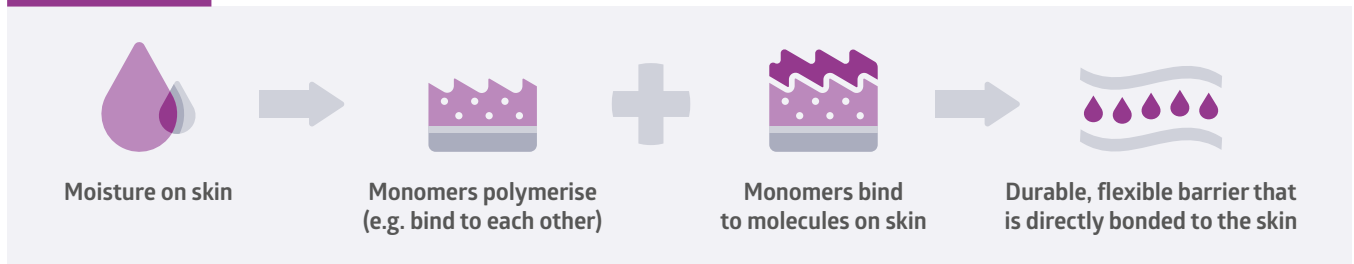 Moisture on skin
Monomers polymerise
(e.g. bind to each other)
Monomers bind
to molecules on skin
Durable, flexible barrier that
is directly bonded to the skin